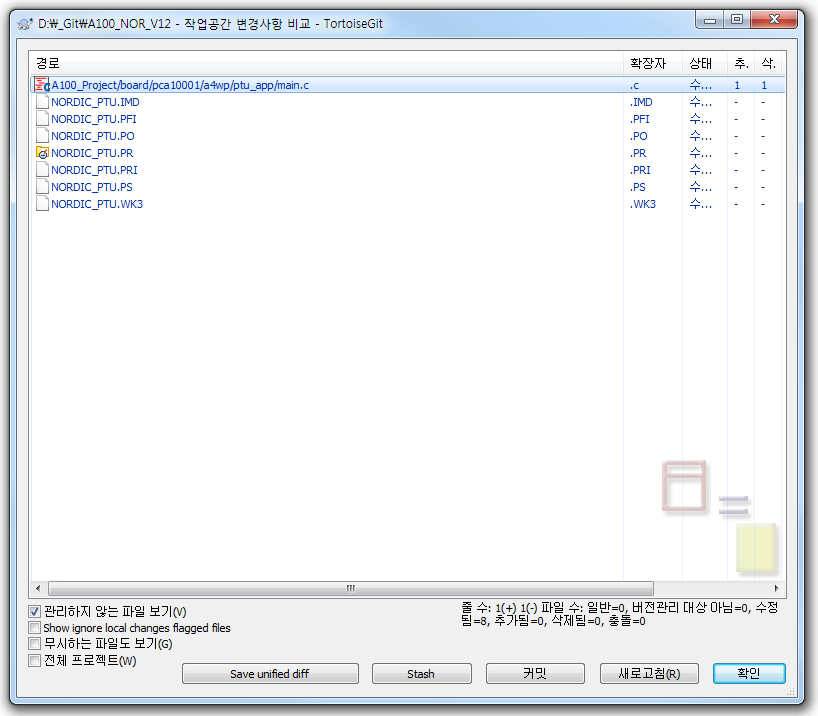 D:\_Git\A100_NOR_V12 - 작업공간 변경사항 비교 - TortoiseGit
경로 확장자 상태 추. 삭.
A100_Project/board/pca10001/a4wp/ptu_app/main.c .c 수... 1 1
NORDIC_PTU.IMD .IMD 수... - -
NORDIC_PTU.PFI .PFI 수... - -
NORDIC_PTU.PO .PO 수... - -
NORDIC_PTU.PR .PR 수... - -
NORDIC_PTU.PRI .PRI 수... - -
NORDIC_PTU.PS .PS 수... - -
NORDIC_PTU.WK3 .WK3 수... - -
관리하지 않는 파일 보기(V)
Show ignore local changes flagged files
무시하는 파일도 보기(G)
전체 프로젝트(W)
줄 수: 1(+) 1(-) 파일 수: 일반=0, 버전관리 대상 아님=0, 수정
됨=8, 추가됨=0, 삭제됨=0, 충돌=0
Save unified diff Stash 커밋 새로고침(R) 확인